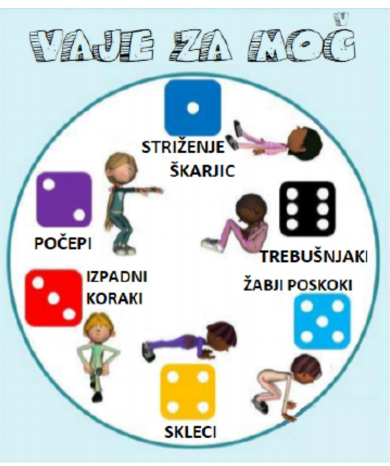 VAJE ZA MOČ
STRIŽENJE
ŠKARJIC
POČEPI
TREBUŠNJAKI
IZPADNI
KORAKI
ŽABJI POSKOKI
SKLECI